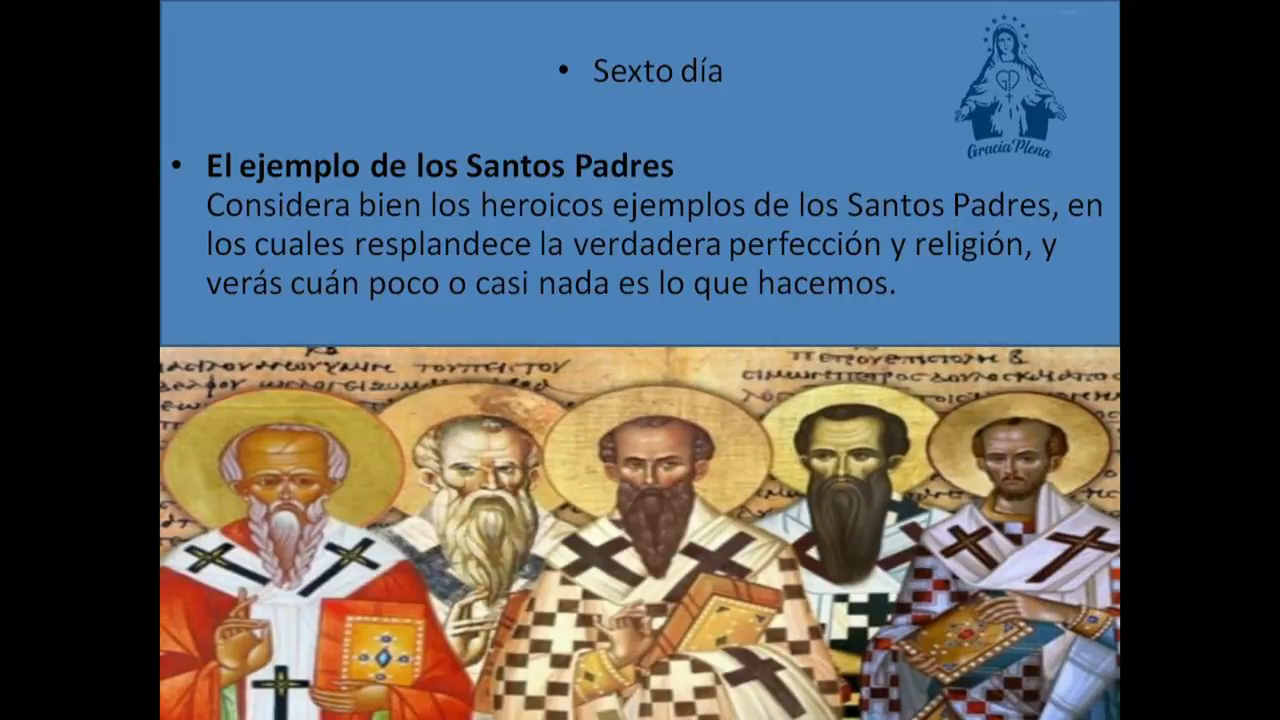 • Sexto día
Gracia Plena
• El ejemplo de los Santos Padres
Considera bien los heroicos ejemplos de los Santos Padres, en
los cuales resplandece la verdadera perfección y religión, y
verás cuán poco o casi nada es lo que hacemos.